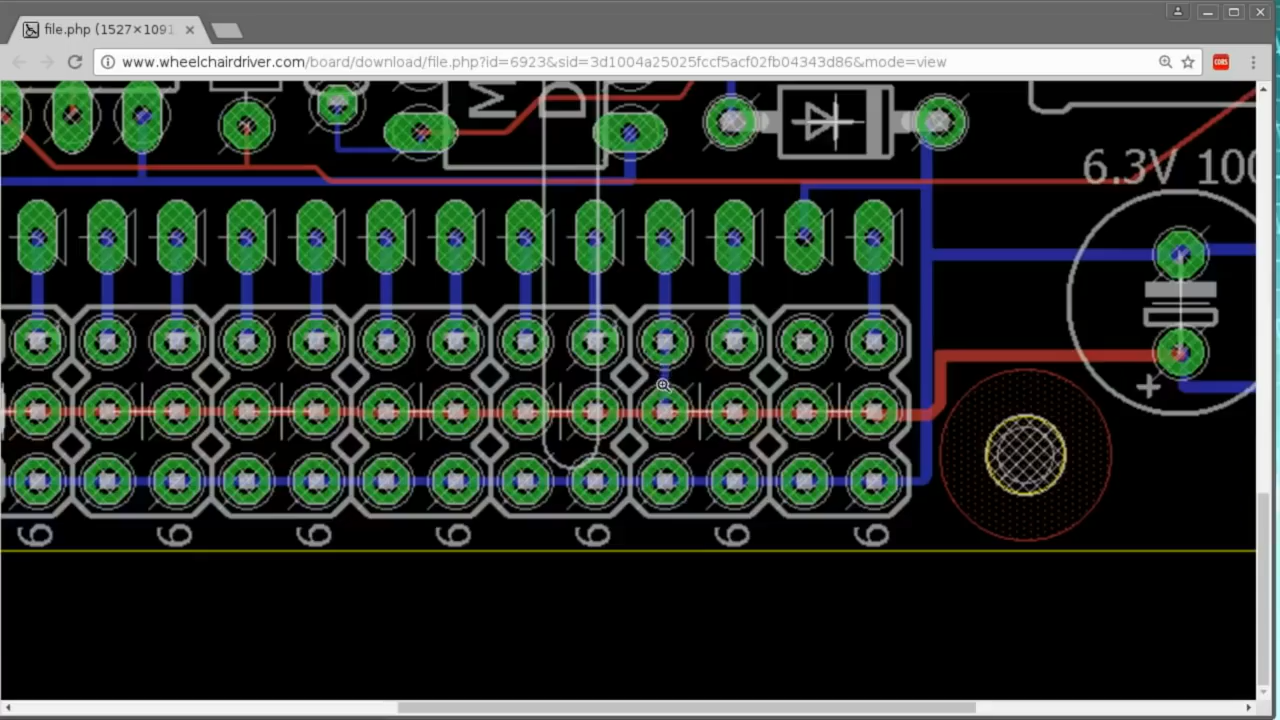 file.php (1527×1091
www.wheelchairdriver.com/board/download/file.php?id=6923&sid=3d1004a25025fccf5acf02fb04343d86&mode=view
CORS
M
D
6.3V 100
+
6 6 6 6 6 6 6